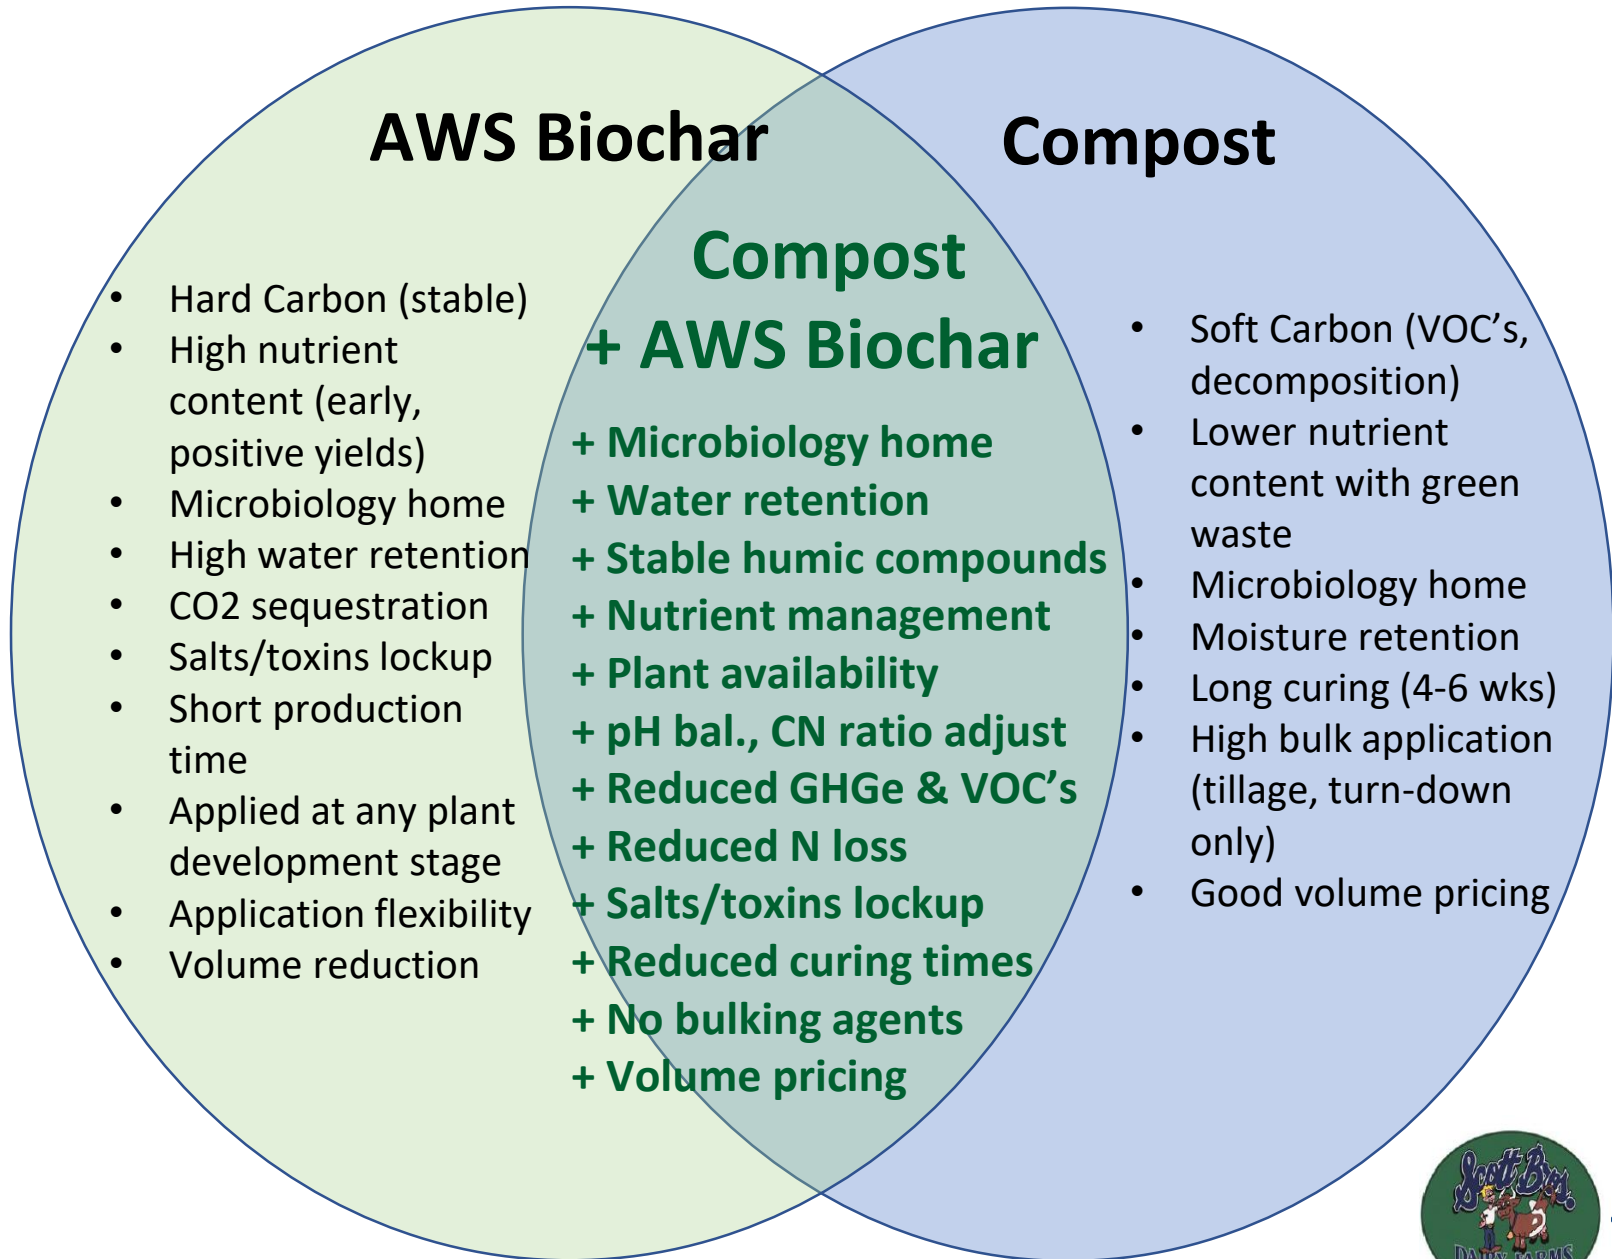 AWS Biochar
Compost
• Hard Carbon (stable)
• High nutrient
content (early,
positive yields)
• Microbiology home
• High water retention
• CO2 sequestration
• Salts/toxins lockup
• Short production
time
• Applied at any plant
development stage
• Application flexibility
• Volume reduction
Compost
+ AWS Biochar
+ Microbiology home
+ Water retention
+ Stable humic compounds
+ Nutrient management
+ Plant availability
+ pH bal., CN ratio adjust
+ Reduced GHGe & VOC’s
+ Reduced N loss
+ Salts/toxins lockup
+ Reduced curing times
+ No bulking agents
+ Volume pricing
• Soft Carbon (VOC’s,
decomposition)
• Lower nutrient
content with green
waste
• Microbiology home
• Moisture retention
• Long curing (4-6 wks)
• High bulk application
(tillage, turn-down
only)
• Good volume pricing
Scott Bros.
DAIRY FARMS